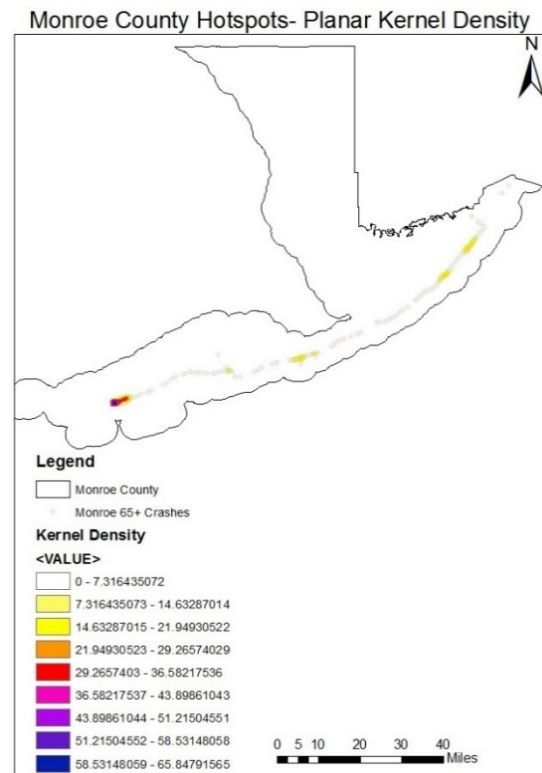 Monroe County Hotspots- Planar Kernel Density
N
Legend
Monroe County
Monroe 65+ Crashes
Kernel Density
<VALUE>
0 - 7.316435072
7.316435073 - 14.63287014
14.63287015 - 21.94930522
21.94930523 - 29.26574029
29.2657403 - 36.58217536
36.58217537 - 43.89861043
43.89861044 - 51.21504551
51.21504552 - 58.53148058
58.53148059 - 65.84791565
0 5 10 20 30 40
Miles